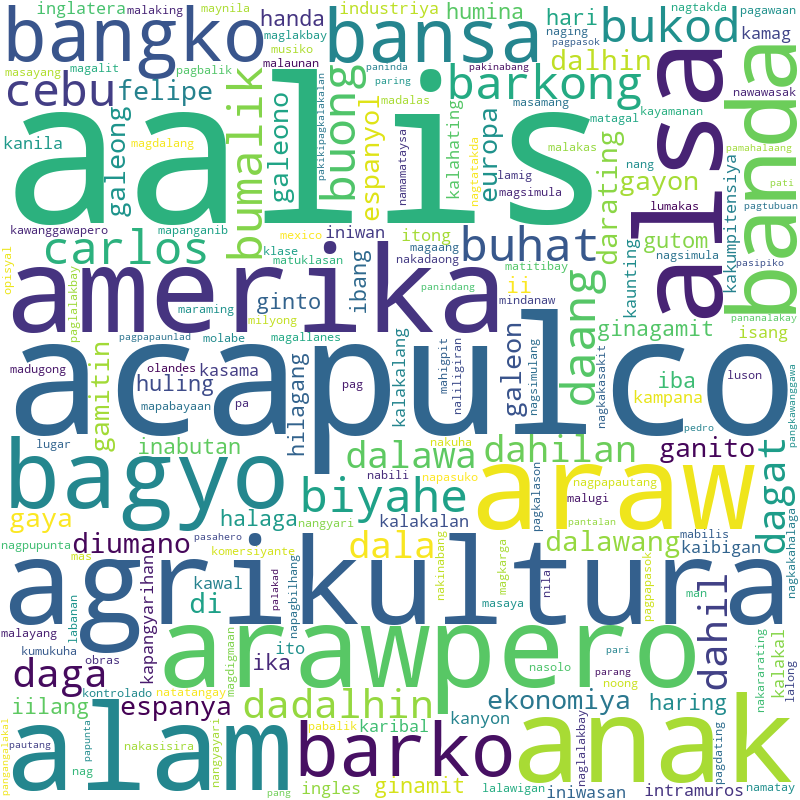 inglatera malaking maynila handa industriya humina hari bukod nagtakda pagawaan
bangko bansa
masayang magalit musiko maglakbay pagbalik malaunan dalhin naging pagpasok kamag
cebu felipe bumalik buong paninda paring pakinabang barkong masamang matagal nawawasak
galeong galeono pakikipagkalakalan espanyol madalas kalahating europa kayamanan alsa banda
aalis
kanila magdalang namamataysa nagtatakda malakas lamig magsimula nang darating gayon lumakas kakumpitensiya pamahalaang pati pagtubuan
kawanggawapero mapanganib mexico iniwan itong
opisyal carlos klase matuklasan ibang magaang nakadaong buhat matitibay daang kaunting gutom nagsimula pasipiko
amerika
paglalakbay maraming milyong ginto panindang mindanaw isang pananalakay
pagpapaunlad molabe magallanes ginagamit
acapulco
madugong gamitin olandes huling kasama hilagang pag naliligiran kalakalang mahigpit galeon nagsimulang nagkakasakit iba luson
mapabayaan pa kampana pangkawanggawa
lugar inabutan dalawa nakuha dahilan pedro ganito dagat
bagyo araw
gaya halaga nabili napasuko biyahe pagkalason nagpapautang malugi
nangyari kalakalan pantalan mabilis
nagpupunta diumano pasahero komersiyante dala dalawang kaibigan nagkakahalaga
mas
agrikultura
malayang labanan kapangyarihan kawal di palakad napagbilhang nakinabang magkarga masaya nila pagpapasok man
kumukuha obras ito
arawpero
daga ika magdigmaan nasolo pari parang dahil noong nakararating kalakal lalong
kontrolado natatangay
iilang espanya dadalhin ekonomiya haring
pangangalakal alam pabalik karibal kanyon anak
pautang papunta nakasisira nangyayari barko naglalakbay pagdating
nag pang ingles ginamit lalawigan iniwasan intramuros namatay